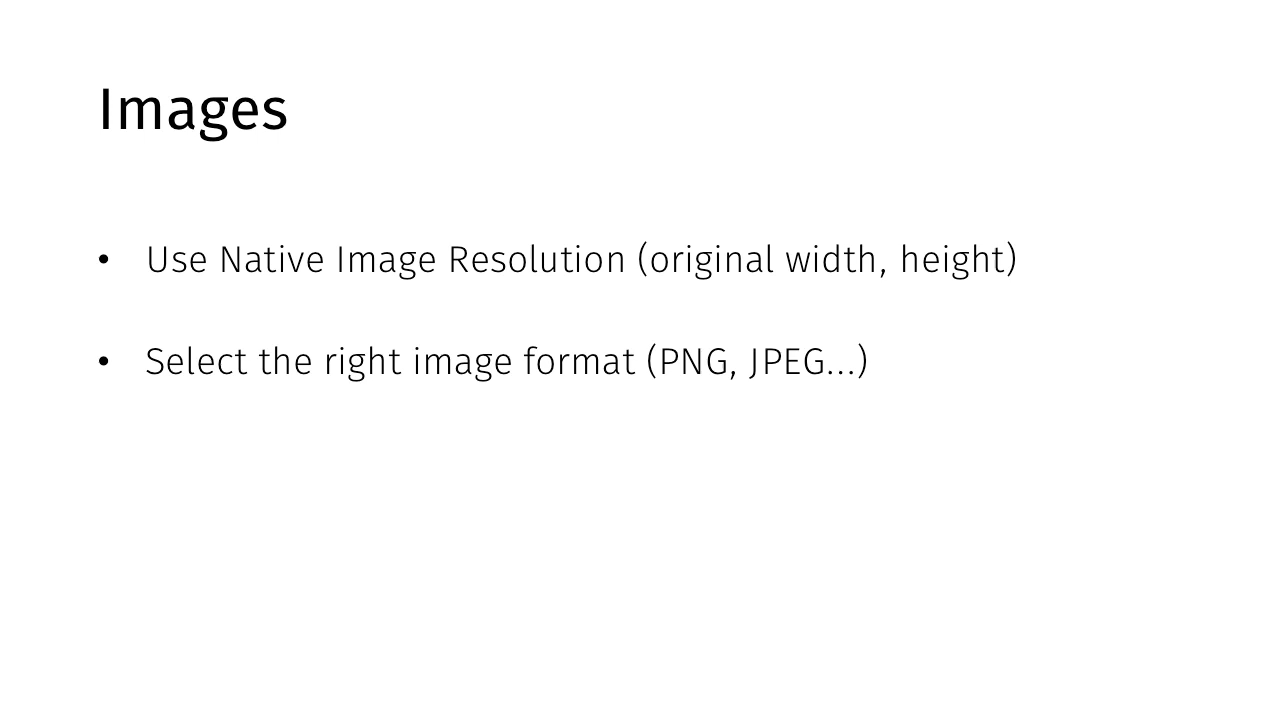 Images
• Use Native Image Resolution (original width, height)
• Select the right image format (PNG, JPEG...)